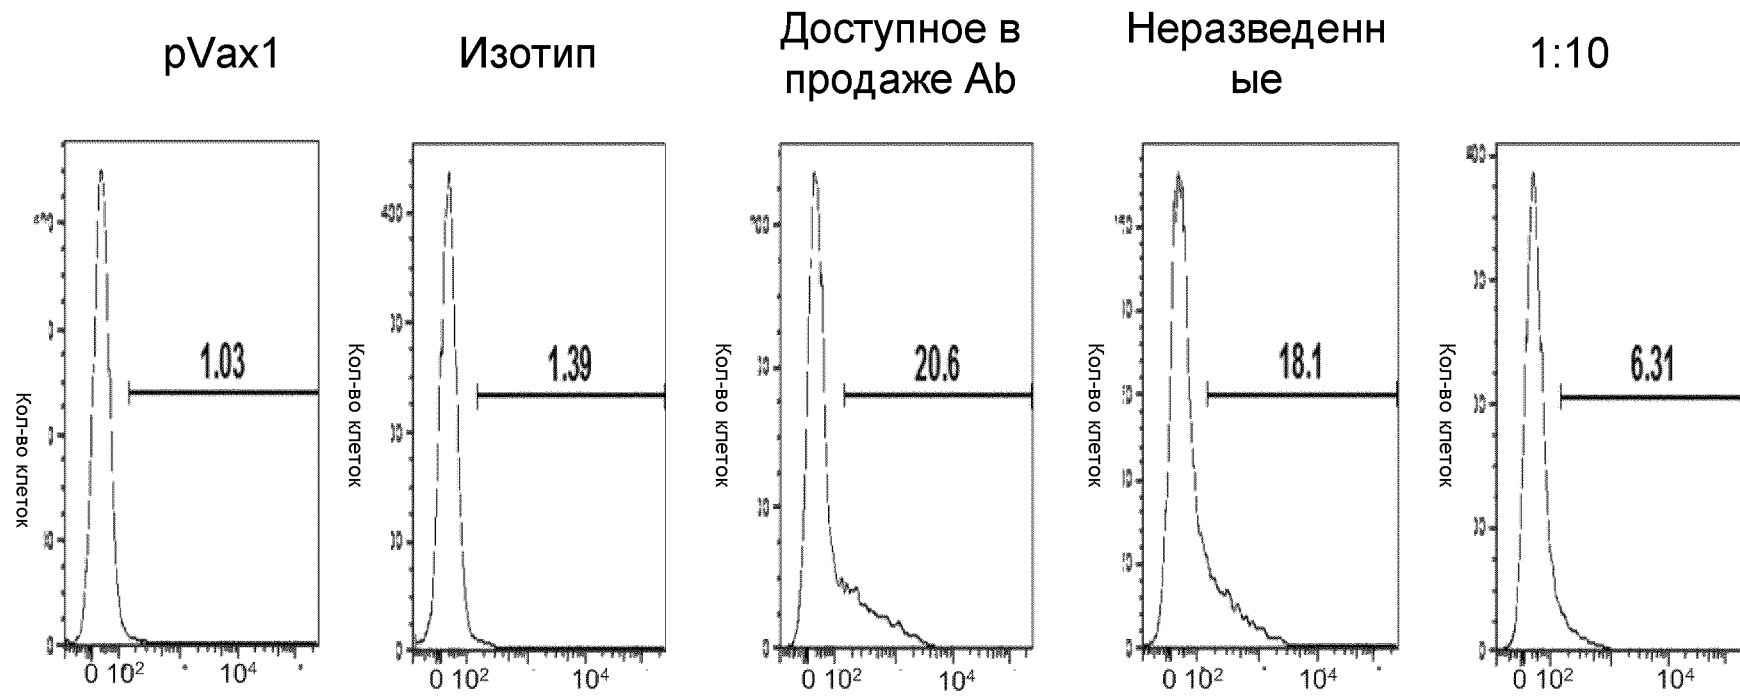 pVax1
Изотип
Доступное в
продаже Ab
Неразведенн
ые
1:10
Кол-во клеток
1.03
0 10²
10⁴
Кол-во клеток
1.39
0 10²
10⁴
Кол-во клеток
20.6
0 10²
10⁴
Кол-во клеток
18.1
0 10²
10⁴
Кол-во клеток
6.31
0 10²
10⁴